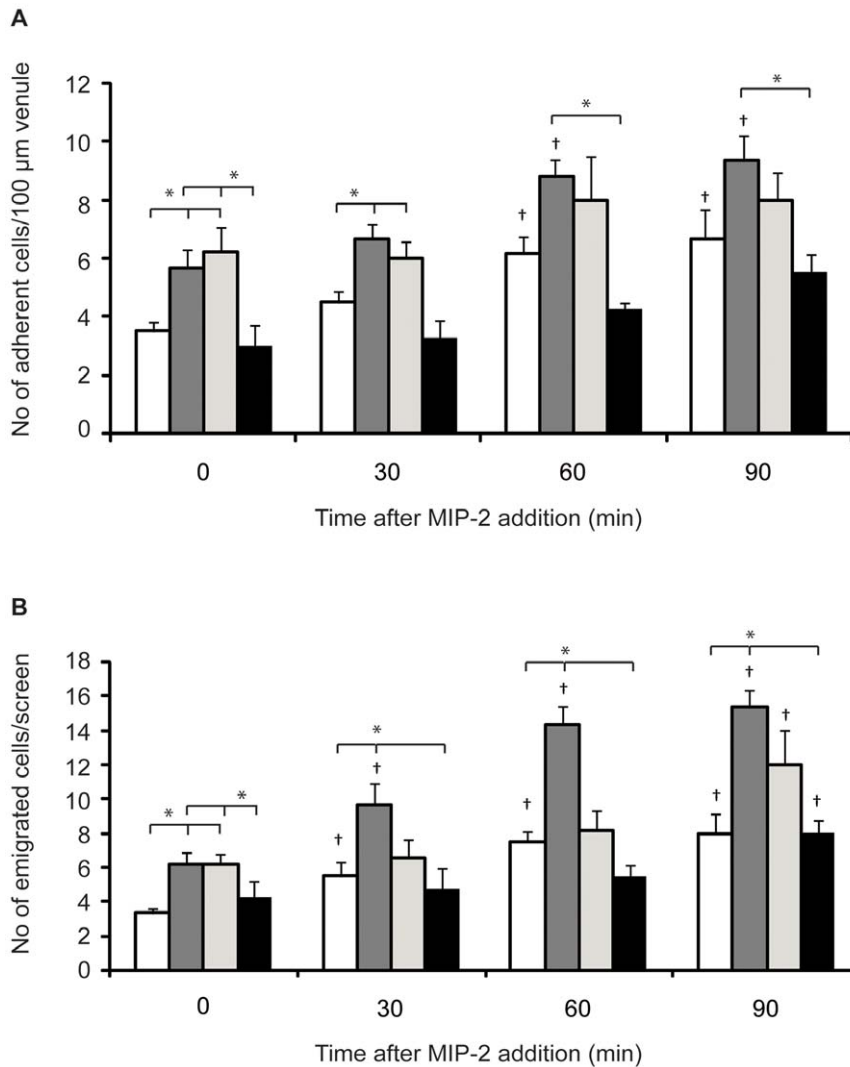 A
No of adherent cells/100 µm venule
12
10
8
6
4
2
0
* * * * *
† † † †
0 30 60 90
Time after MIP-2 addition (min)
B
No of emigrated cells/screen
18
16
14
12
10
8
6
4
2
0
* * * * *
† † † † † † † †
0 30 60 90
Time after MIP-2 addition (min)